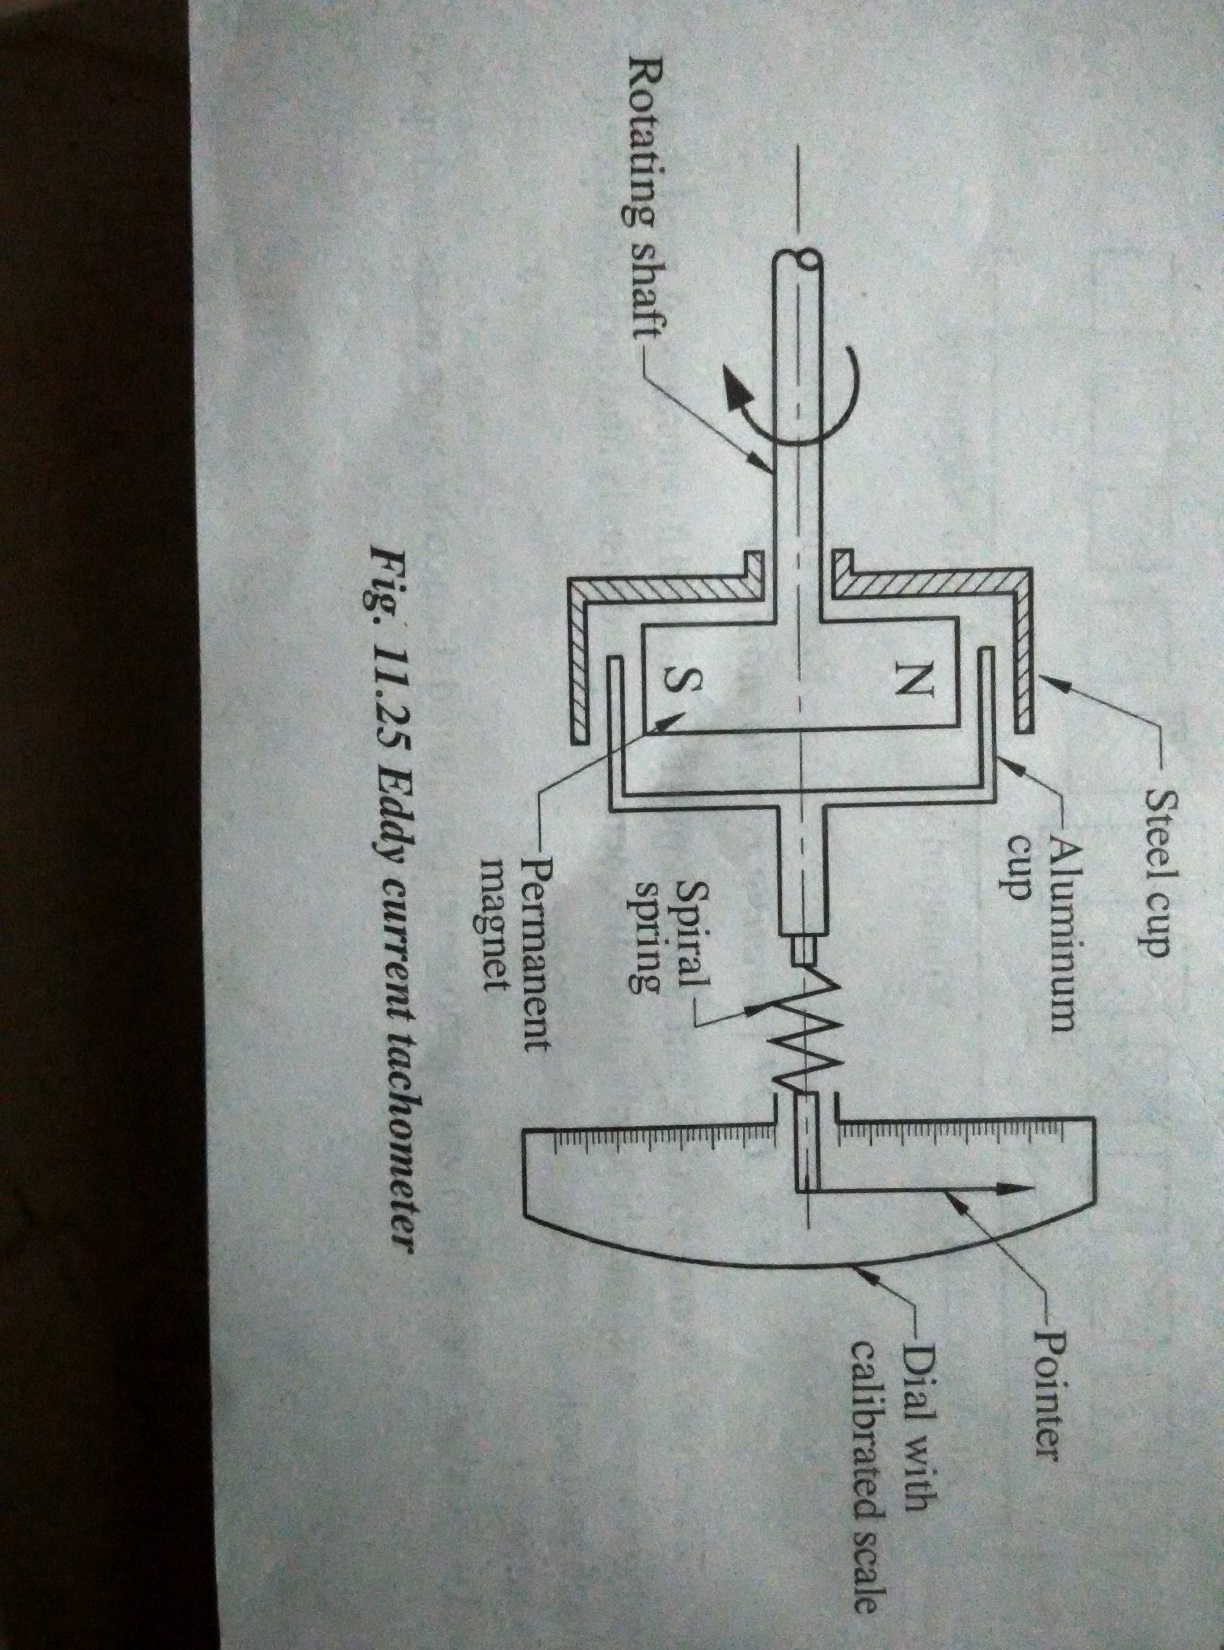 Steel cup
Aluminum
cup
Pointer
Dial with
calibrated scale
N
S
Rotating shaft
Spiral
spring
Permanent
magnet
Fig. 11.25 Eddy current tachometer